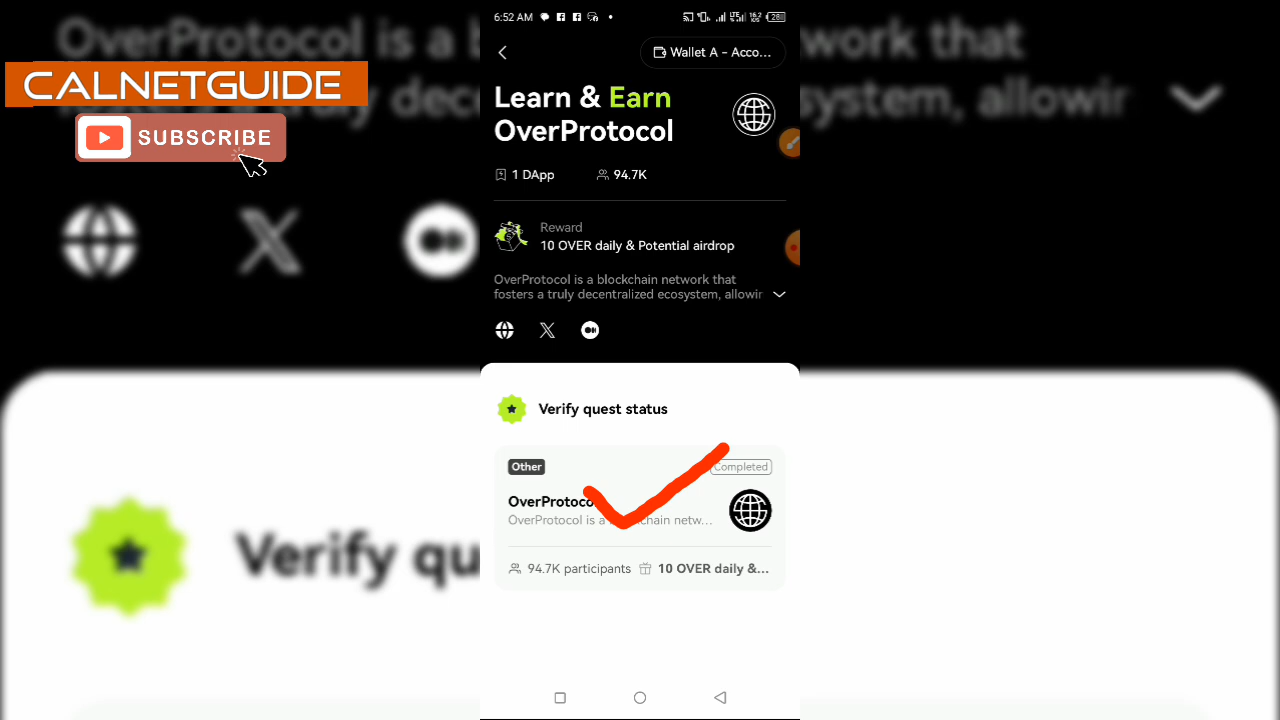 CALNETGUIDE
SUBSCRIBE
6:52 AM
Wallet A - Acco...
Learn & Earn
OverProtocol
1 DApp
94.7K
Reward
10 OVER daily & Potential airdrop
OverProtocol is a blockchain network that
fosters a truly decentralized ecosystem, allowir
Verify quest status
Other
Completed
OverProtoco
OverProtocol is a chain netw...
94.7K participants
10 OVER daily &...
OverProtocol is a b
work that
system, allowir
Verify qu